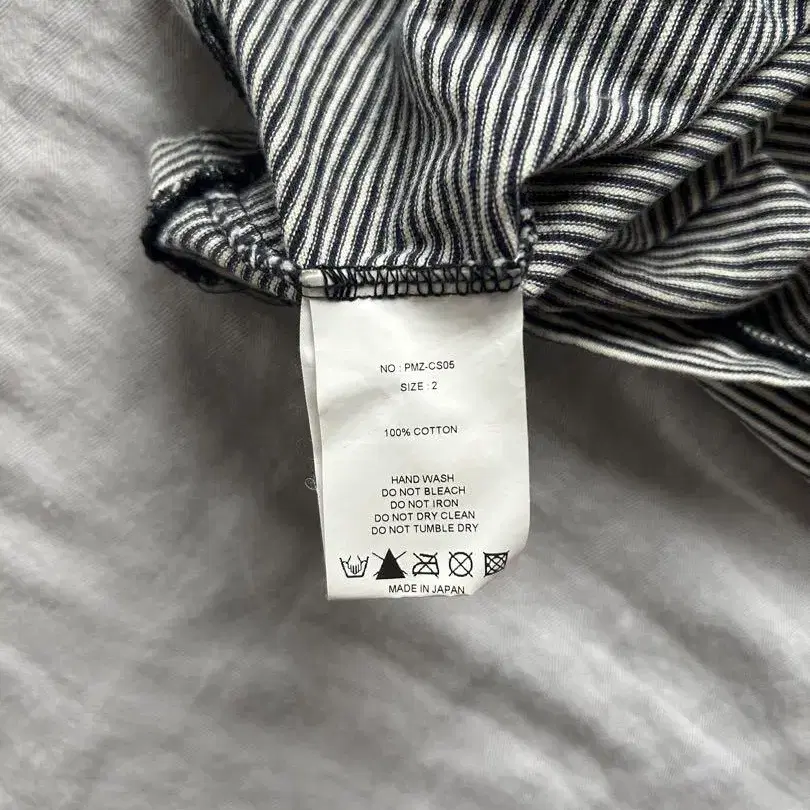 NO : PMZ-CS05
SIZE : 2
100% COTTON
HAND WASH
DO NOT BLEACH
DO NOT IRON
DO NOT DRY CLEAN
DO NOT TUMBLE DRY
MADE IN JAPAN